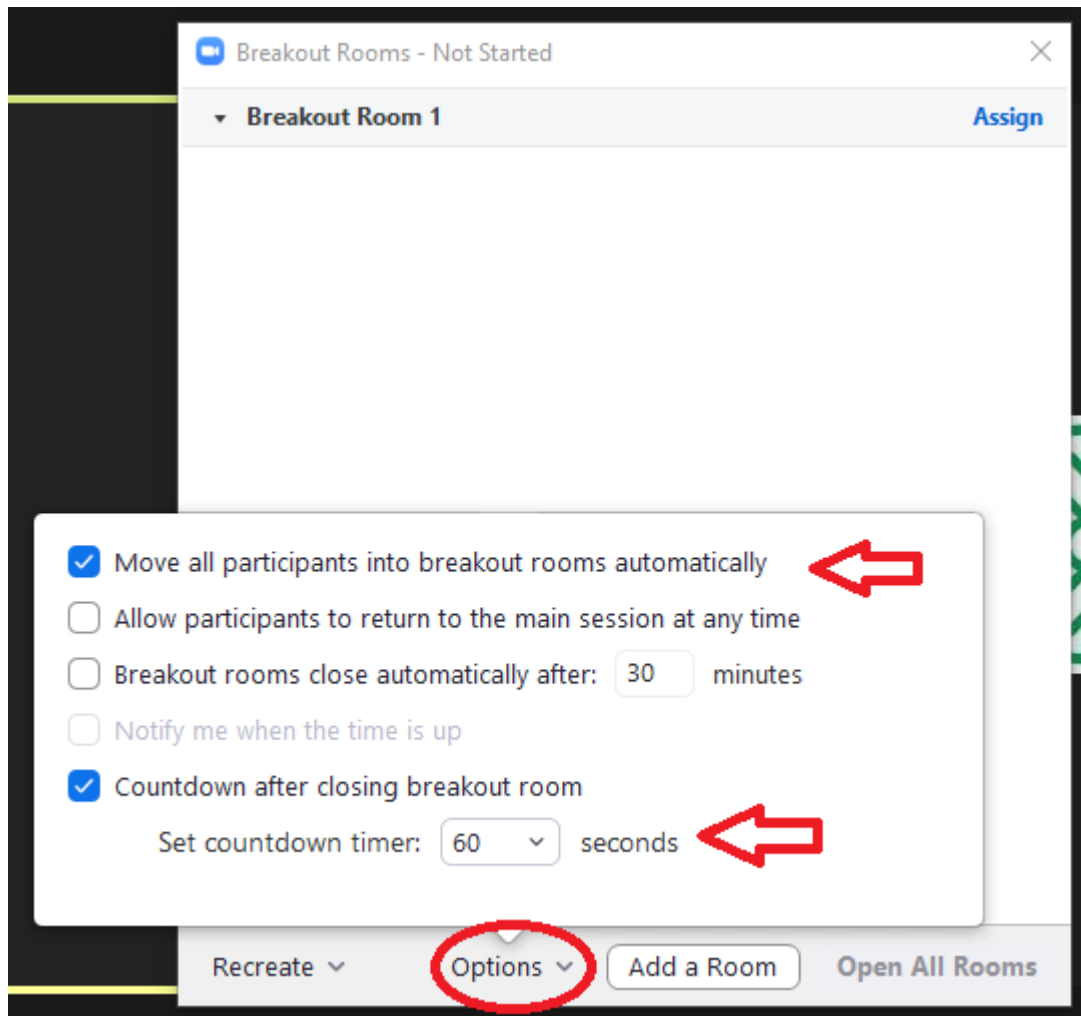 Breakout Rooms - Not Started
Breakout Room 1 Assign
Move all participants into breakout rooms automatically
Allow participants to return to the main session at any time
Breakout rooms close automatically after: 30 minutes
Notify me when the time is up
Countdown after closing breakout room
Set countdown timer: 60 seconds
Recreate Options Add a Room Open All Rooms